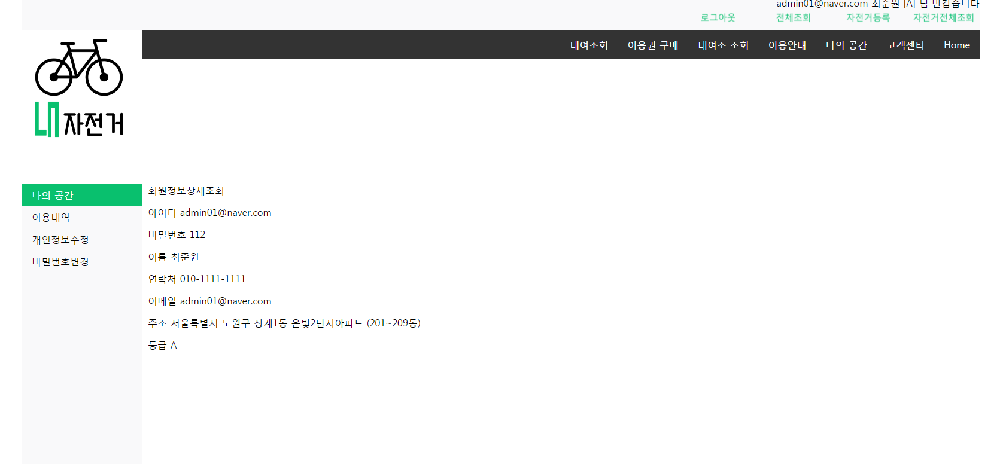 admin01@naver.com 최준원 [A] 님 반갑습니다
로그아웃 전체조회 자전거등록 자전거전체조회
대여조회 이용권 구매 대여소 조회 이용안내 나의 공간 고객센터 Home
내자전거
나의 공간
이용내역
개인정보수정
비밀번호변경
회원정보상세조회
아이디 admin01@naver.com
비밀번호 112
이름 최준원
연락처 010-1111-1111
이메일 admin01@naver.com
주소 서울특별시 노원구 상계1동 은빛2단지아파트 (201~209동)
등급 A